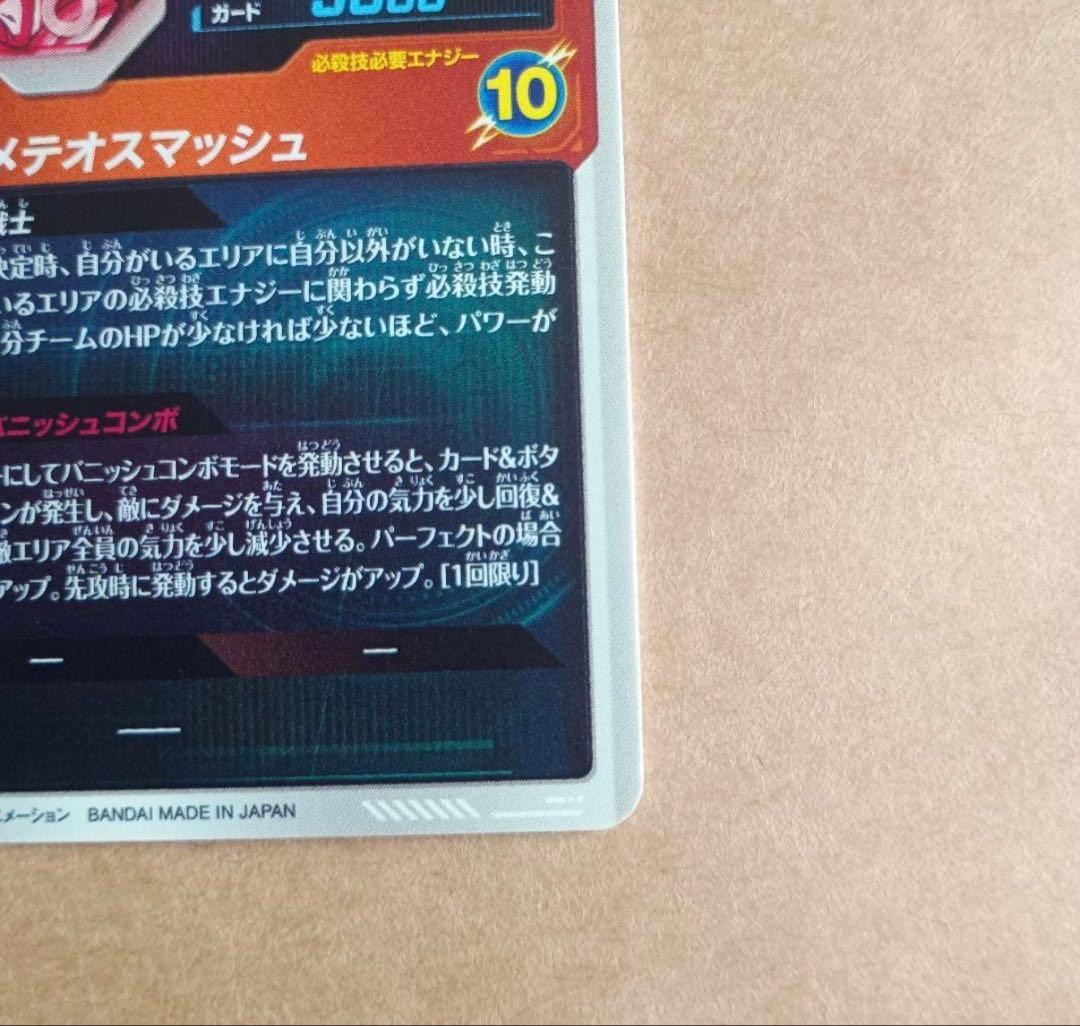 ガード
必殺技必要エナジー
10
メテオスマッシュ
戦士
決定時、自分がいるエリアに自分以外がいない時、こ
いるエリアの必殺技エナジーに関わらず必殺技発動
分チームのHPが少なければ少ないほど、パワーが
バニッシュコンボ
にしてバニッシュコンボモードを発動させると、カード&ボタ
ンが発生し、敵にダメージを与え、自分の気力を少し回復&
敵エリア全員の気力を少し減少させる。パーフェクトの場合
アップ。先攻時に発動するとダメージがアップ。[1回限り]
ー
ー
ー
メーション BANDAI MADE IN JAPAN